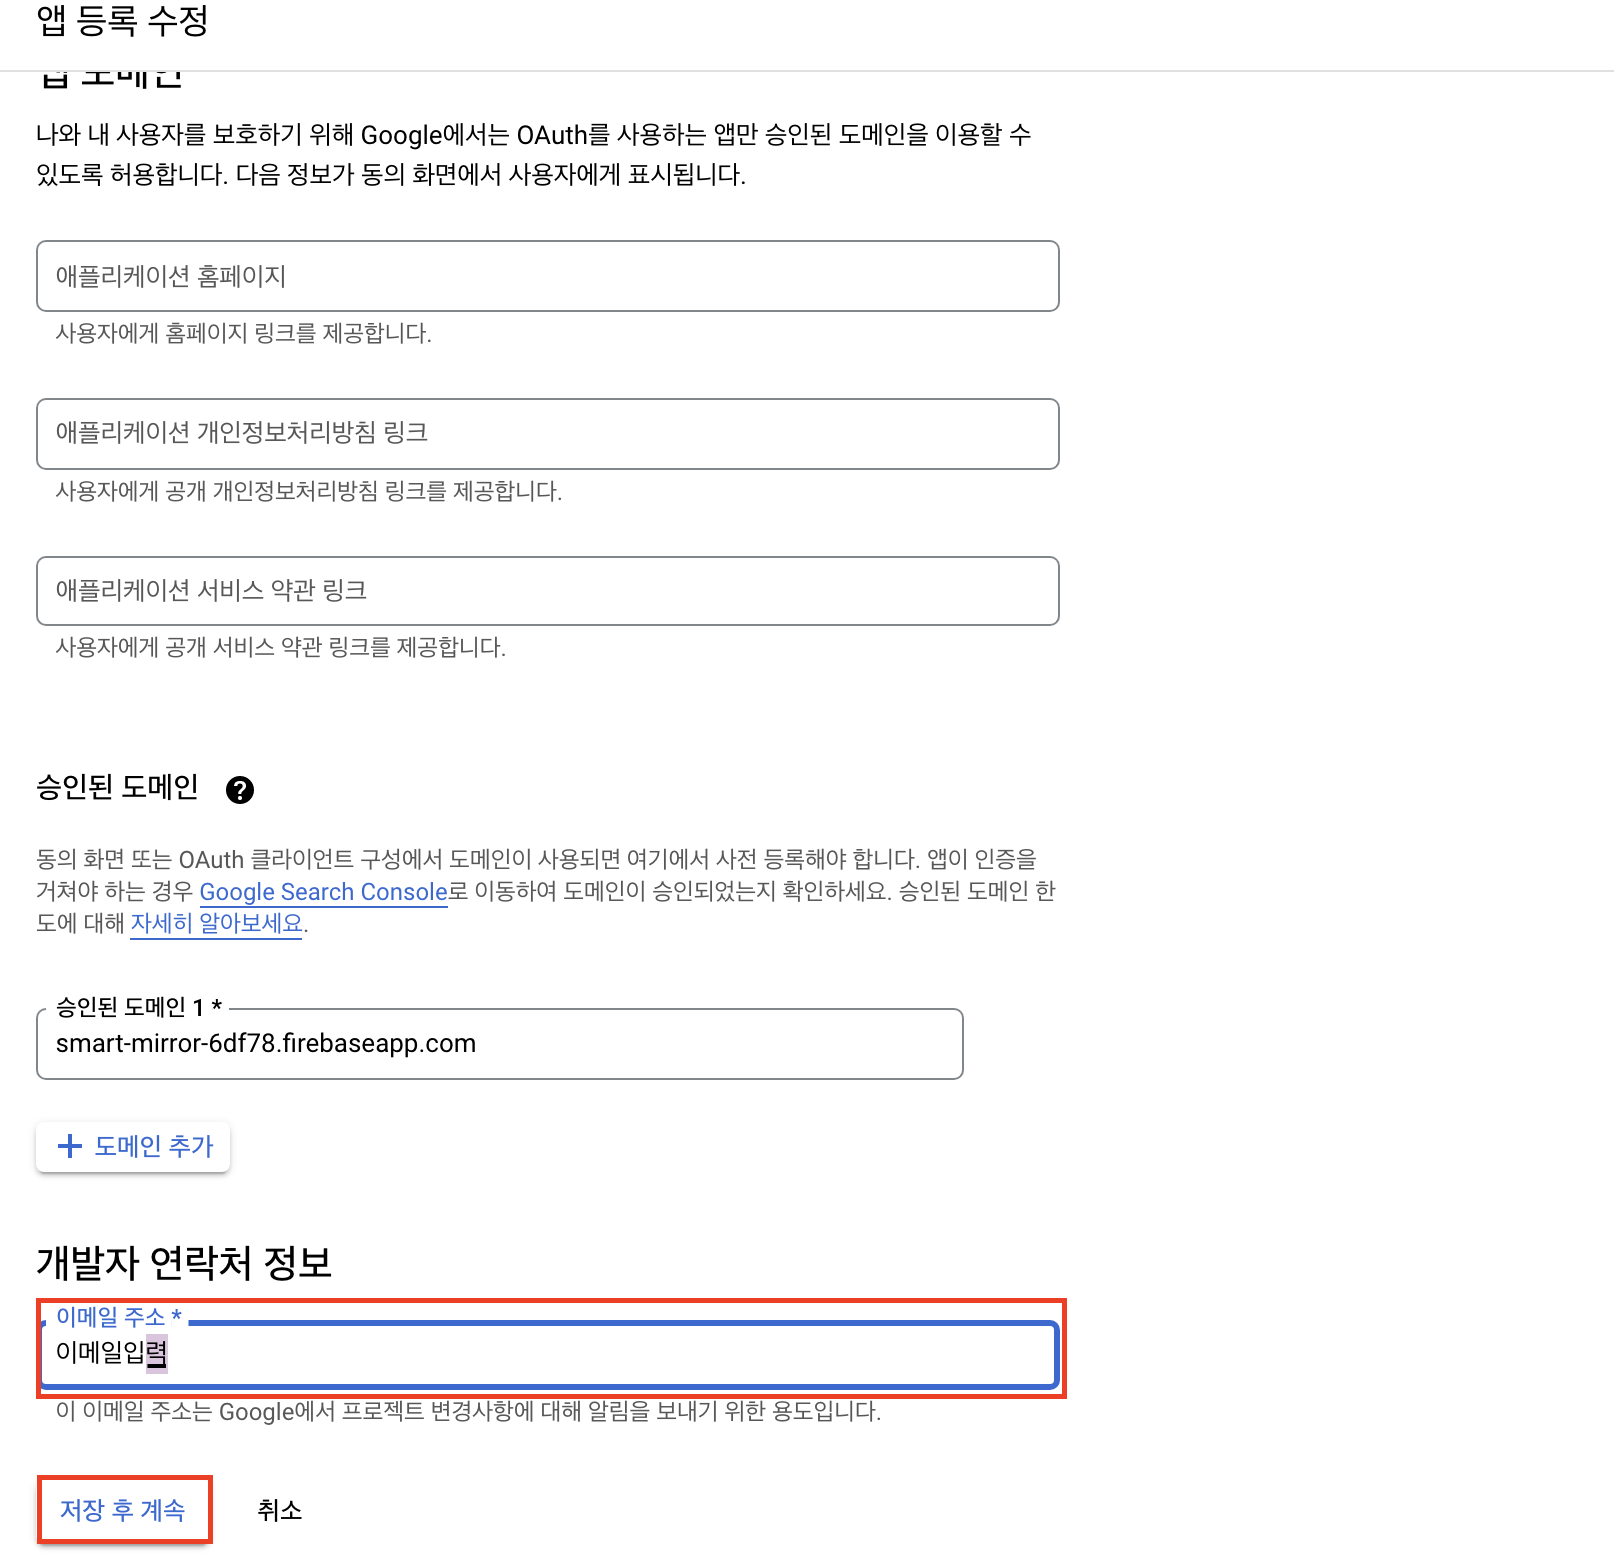 앱 등록 수정
앱 도메인
나와 내 사용자를 보호하기 위해 Google에서는 OAuth를 사용하는 앱만 승인된 도메인을 이용할 수
있도록 허용합니다. 다음 정보가 동의 화면에서 사용자에게 표시됩니다.
애플리케이션 홈페이지
사용자에게 홈페이지 링크를 제공합니다.
애플리케이션 개인정보처리방침 링크
사용자에게 공개 개인정보처리방침 링크를 제공합니다.
애플리케이션 서비스 약관 링크
사용자에게 공개 서비스 약관 링크를 제공합니다.
승인된 도메인 ?
동의 화면 또는 OAuth 클라이언트 구성에서 도메인이 사용되면 여기에서 사전 등록해야 합니다. 앱이 인증을
거쳐야 하는 경우 Google Search Console로 이동하여 도메인이 승인되었는지 확인하세요. 승인된 도메인 한
도에 대해 자세히 알아보세요.
승인된 도메인 1 *
smart-mirror-6df78.firebaseapp.com
+ 도메인 추가
개발자 연락처 정보
이메일 주소 *
이메일입력
이 이메일 주소는 Google에서 프로젝트 변경사항에 대해 알림을 보내기 위한 용도입니다.
저장 후 계속 취소